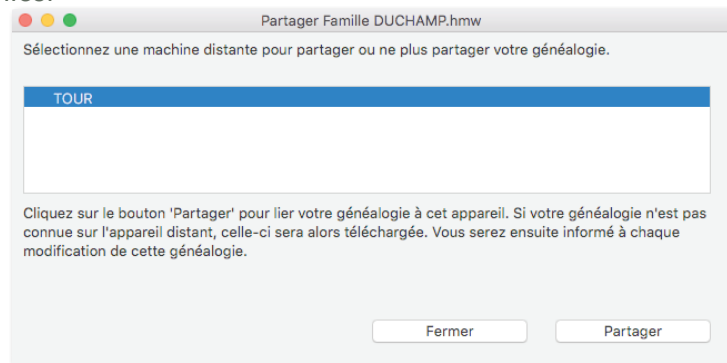 Partager Famille DUCHAMP.hmw
Sélectionnez une machine distante pour partager ou ne plus partager votre généalogie.
TOUR
Cliquez sur le bouton 'Partager' pour lier votre généalogie à cet appareil. Si votre généalogie n'est pas
connue sur l'appareil distant, celle-ci sera alors téléchargée. Vous serez ensuite informé à chaque
modification de cette généalogie.
Fermer Partager